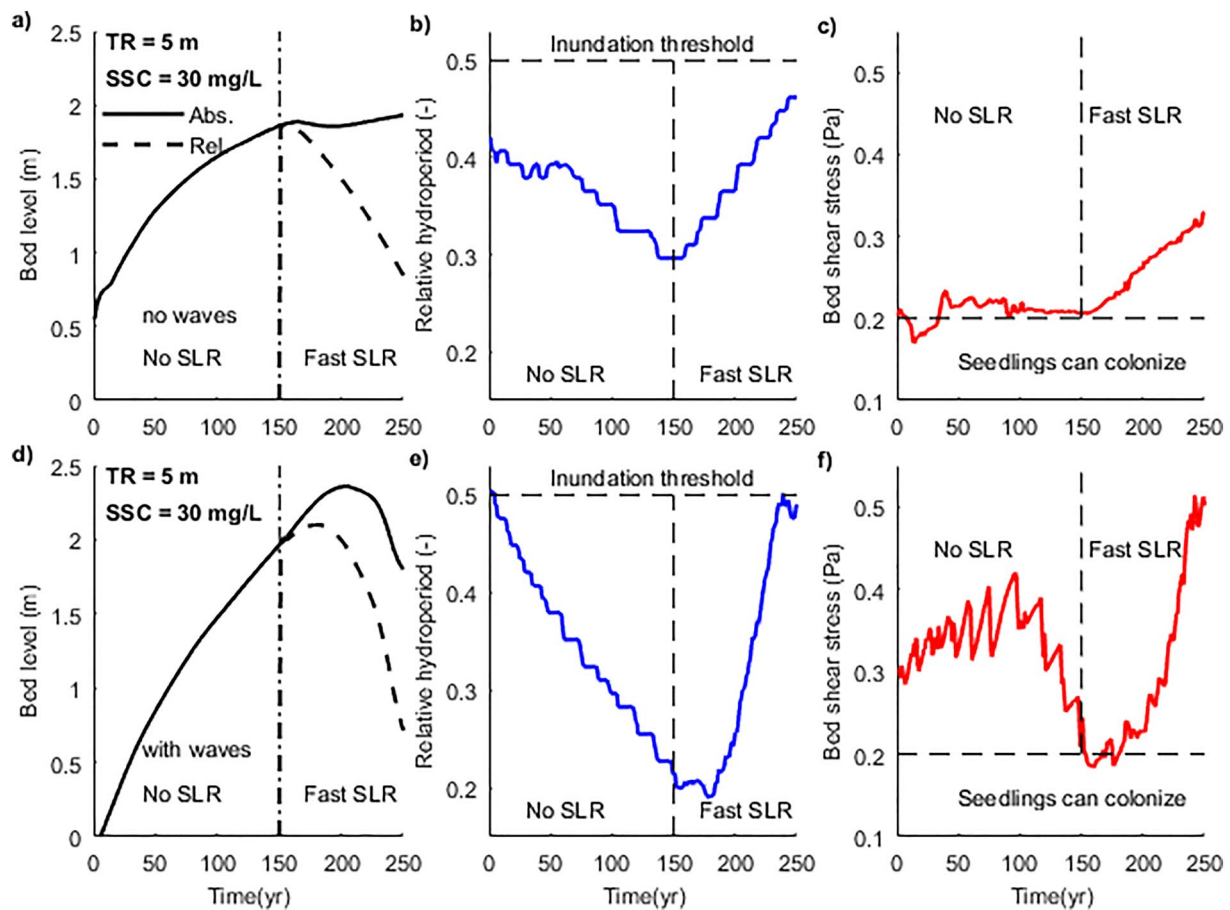 a)
2.5
2
1.5
1
0.5
0
TR = 5 m
SSC = 30 mg/L
Abs.
Rel.
no waves
No SLR
Fast SLR
Bed level (m)
0 50 100 150 200 250
b)
0.5
0.4
0.3
0.2
Inundation threshold
No SLR
Fast SLR
Relative hydroperiod (-)
0 50 100 150 200 250
c)
0.5
0.4
0.3
0.2
0.1
No SLR
Fast SLR
Seedlings can colonize
Bed shear stress (Pa)
0 50 100 150 200 250
d)
2.5
2
1.5
1
0.5
0
TR = 5 m
SSC = 30 mg/L
with waves
No SLR
Fast SLR
Bed level (m)
0 50 100 150 200 250
Time(yr)
e)
0.5
0.4
0.3
0.2
Inundation threshold
No SLR
Fast SLR
Relative hydroperiod (-)
0 50 100 150 200 250
Time(yr)
f)
0.5
0.4
0.3
0.2
0.1
No SLR
Fast SLR
Seedlings can colonize
Bed shear stress (Pa)
0 50 100 150 200 250
Time(yr)